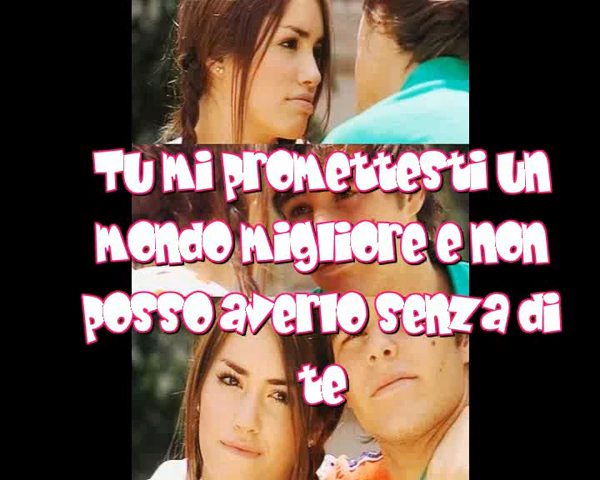 Tu mi promettesti un
mondo migliore e non
posso averlo senza di
te